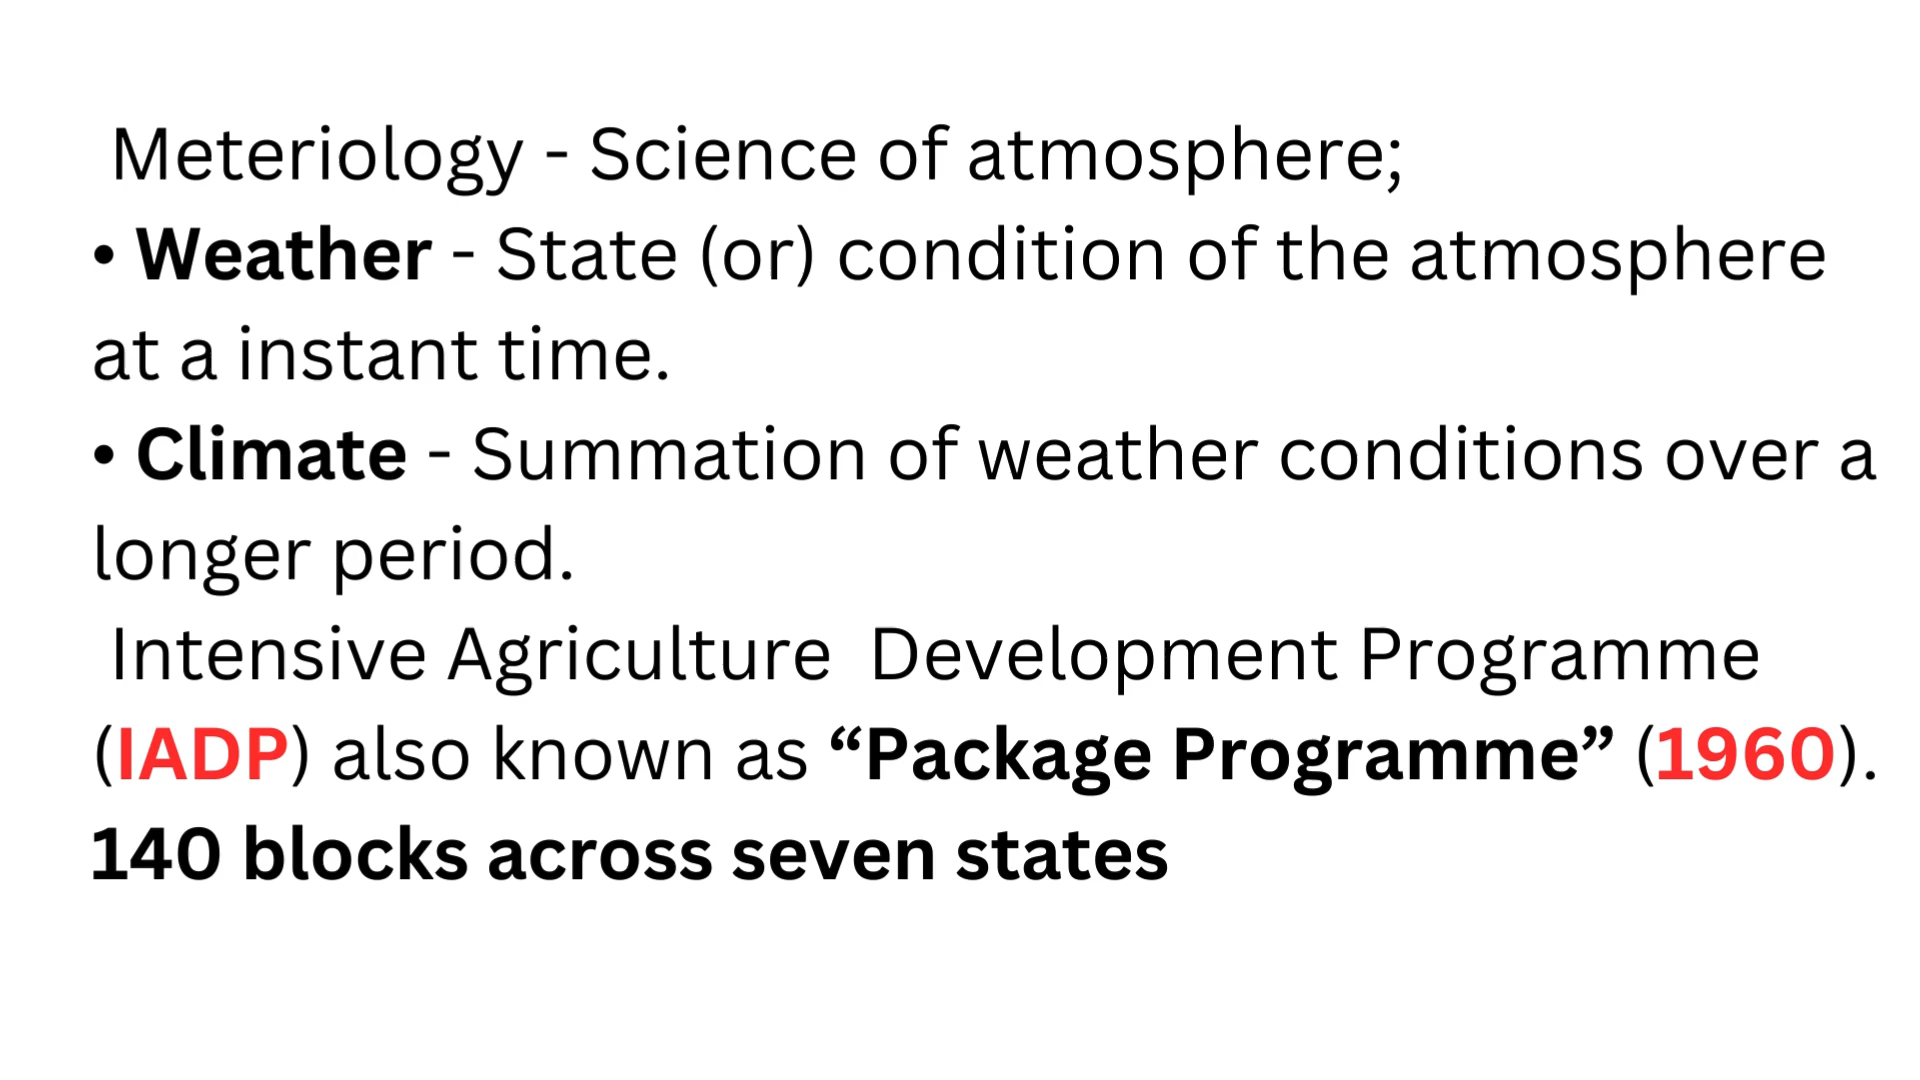 Meteriology - Science of atmosphere;
• Weather - State (or) condition of the atmosphere
at a instant time.
• Climate - Summation of weather conditions over a
longer period.
Intensive Agriculture  Development Programme
(IADP) also known as “Package Programme” (1960).
140 blocks across seven states